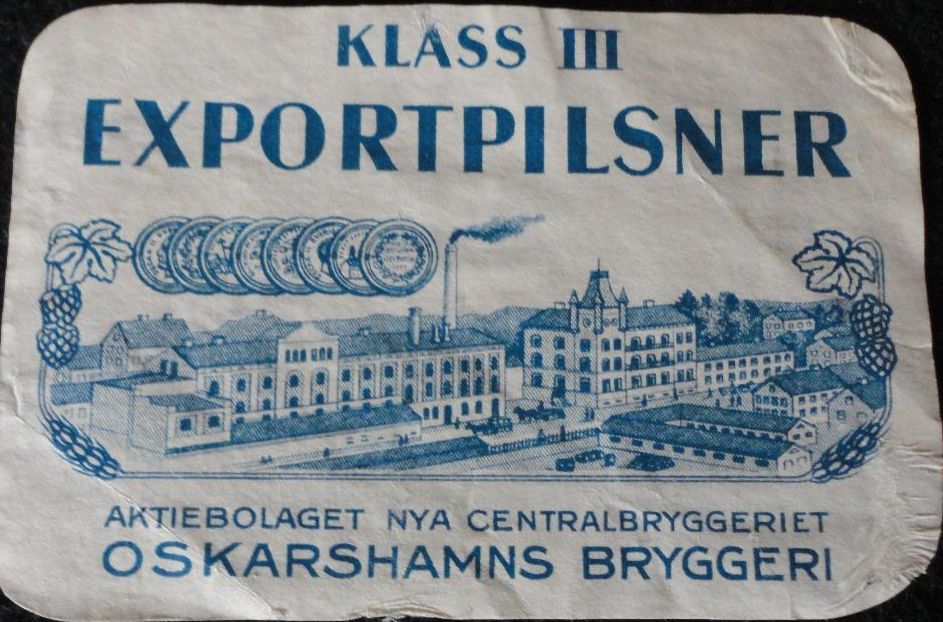 KLASS III
EXPORTPILSNER
AKTIEBOLAGET NYA CENTRALBRYGGERIET
OSKARSHAMNS BRYGGERI